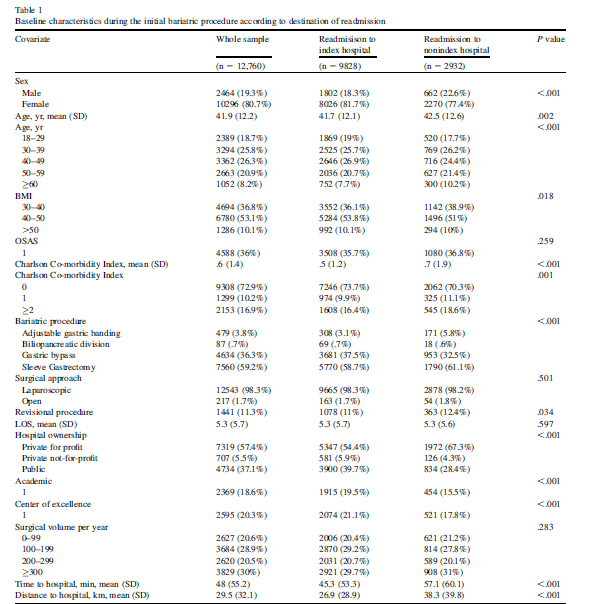 Table 1
Baseline characteristics during the initial bariatric procedure according to destination of readmission
Covariate Whole sample Readmisison to index hospital Readmission to nonindex hospital P value
(n = 12,760) (n = 9828) (n = 2932)
Sex <.001
Male 2464 (19.3%) 1802 (18.3%) 662 (22.6%)
Female 10296 (80.7%) 8026 (81.7%) 2270 (77.4%)
Age, yr, mean (SD) 41.9 (12.2) 41.7 (12.1) 42.5 (12.6) .002
Age, yr <.001
18–29 2389 (18.7%) 1869 (19%) 520 (17.7%)
30–39 3294 (25.8%) 2525 (25.7%) 769 (26.2%)
40–49 3362 (26.3%) 2646 (26.9%) 716 (24.4%)
50–59 2663 (20.9%) 2036 (20.7%) 627 (21.4%)
≥60 1052 (8.2%) 752 (7.7%) 300 (10.2%)
BMI .018
30–40 4694 (36.8%) 3552 (36.1%) 1142 (38.9%)
40–50 6780 (53.1%) 5284 (53.8%) 1496 (51%)
>50 1286 (10.1%) 992 (10.1%) 294 (10%)
OSAS .259
1 4588 (36%) 3508 (35.7%) 1080 (36.8%)
Charlson Co-morbidity Index, mean (SD) .6 (1.4) .5 (1.2) .7 (1.9) <.001
Charlson Co-morbidity Index .001
0 9308 (72.9%) 7246 (73.7%) 2062 (70.3%)
1 1299 (10.2%) 974 (9.9%) 325 (11.1%)
≥2 2153 (16.9%) 1608 (16.4%) 545 (18.6%)
Bariatric procedure <.001
Adjustable gastric banding 479 (3.8%) 308 (3.1%) 171 (5.8%)
Biliopancreatic division 87 (.7%) 69 (.7%) 18 (.6%)
Gastric bypass 4634 (36.3%) 3681 (37.5%) 953 (32.5%)
Sleeve Gastrectomy 7560 (59.2%) 5770 (58.7%) 1790 (61.1%)
Surgical approach .501
Laparoscopic 12543 (98.3%) 9665 (98.3%) 2878 (98.2%)
Open 217 (1.7%) 163 (1.7%) 54 (1.8%)
Revisional procedure 1441 (11.3%) 1078 (11%) 363 (12.4%) .034
LOS, mean (SD) 5.3 (5.7) 5.3 (5.7) 5.3 (5.6) .597
Hospital ownership <.001
Private for profit 7319 (57.4%) 5347 (54.4%) 1972 (67.3%)
Private not-for-profit 707 (5.5%) 581 (5.9%) 126 (4.3%)
Public 4734 (37.1%) 3900 (39.7%) 834 (28.4%)
Academic <.001
1 2369 (18.6%) 1915 (19.5%) 454 (15.5%)
Center of excellence <.001
1 2595 (20.3%) 2074 (21.1%) 521 (17.8%)
Surgical volume per year .283
0–99 2627 (20.6%) 2006 (20.4%) 621 (21.2%)
100–199 3684 (28.9%) 2870 (29.2%) 814 (27.8%)
200–299 2620 (20.5%) 2031 (20.7%) 589 (20.1%)
≥300 3829 (30%) 2921 (29.7%) 908 (31%)
Time to hospital, min, mean (SD) 48 (55.2) 45.3 (53.3) 57.1 (60.1) <.001
Distance to hospital, km, mean (SD) 29.5 (32.1) 26.9 (28.9) 38.3 (39.8) <.001